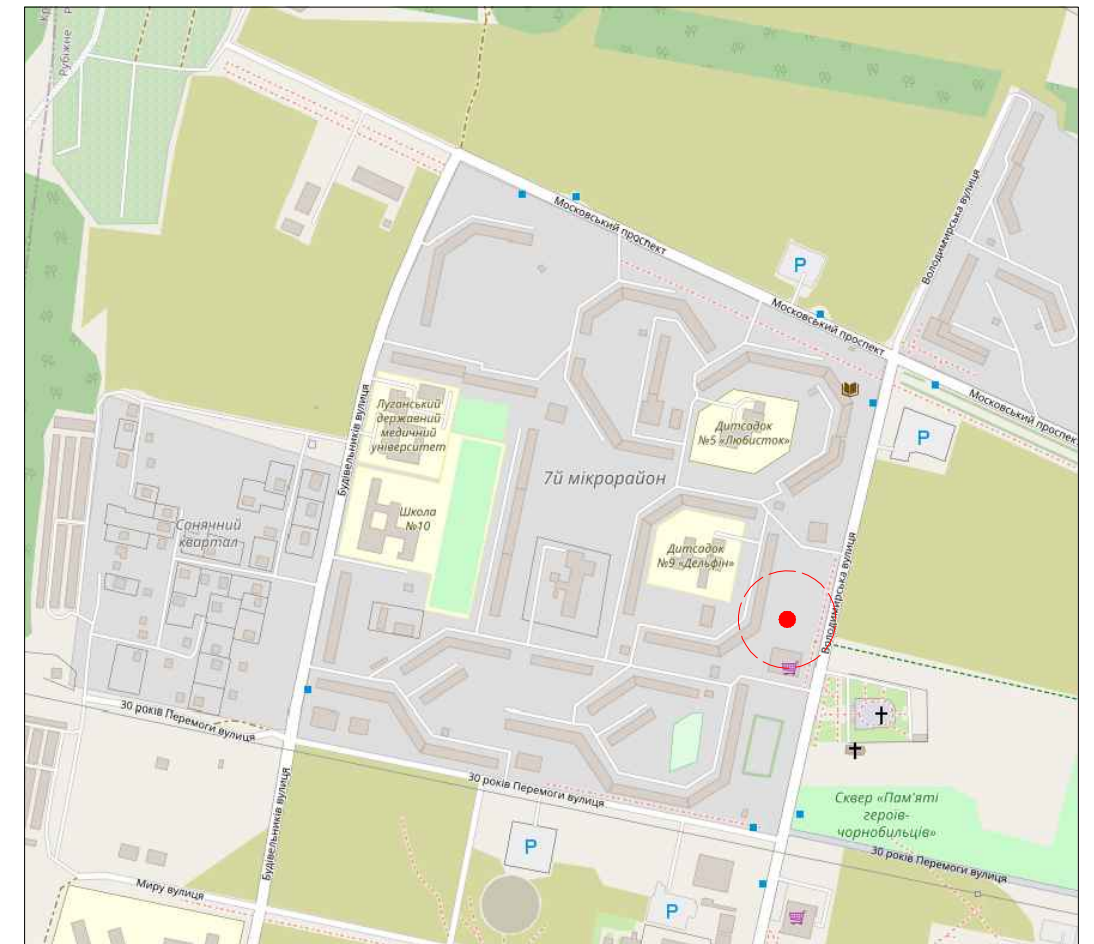 Рубіжне
Володимирська вулиця
Московський проспект
P
Московський проспект
Московський проспек
Луганський
державний
медичний
університет
Дитсадок
№5 «Любисток»
P
Будівельників вулиця
7й мікрорайон
Школа
№10
Сонячний
квартал
Дитсадок
№9 «Дельфін»
Володимирська вулиця
30 років Перемоги вулиця
30 років Перемоги вулиця
Сквер «Пам'яті
героїв-
чорнобильців»
Будівельників вулиця
P
30 років Перемоги вулиця
Миру вулиця
P